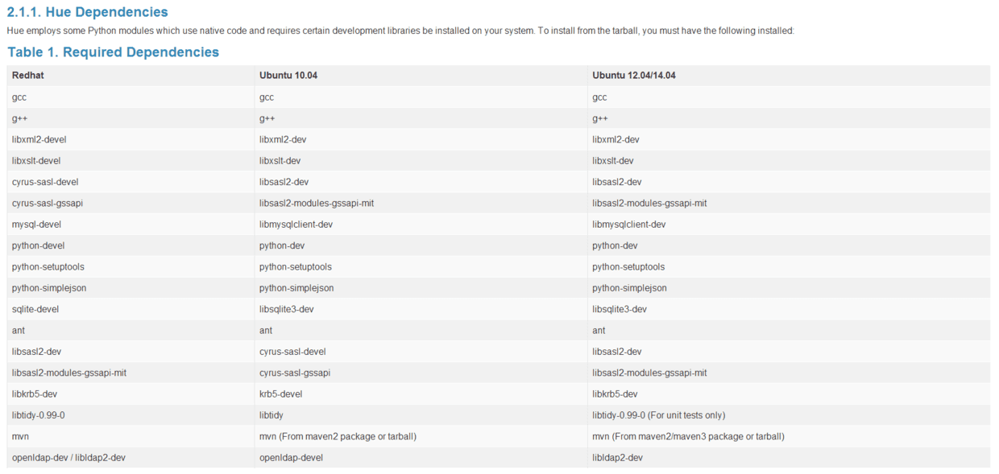 2.1.1. Hue Dependencies
Hue employs some Python modules which use native code and requires certain development libraries be installed on your system. To install from the tarball, you must have the following installed:
Table 1. Required Dependencies
Redhat Ubuntu 10.04 Ubuntu 12.04/14.04
gcc gcc gcc
g++ g++ g++
libxml2-devel libxml2-dev libxml2-dev
libxslt-devel libxslt-dev libxslt-dev
cyrus-sasl-devel libsasl2-dev libsasl2-dev
cyrus-sasl-gssapi libsasl2-modules-gssapi-mit libsasl2-modules-gssapi-mit
mysql-devel libmysqlclient-dev libmysqlclient-dev
python-devel python-dev python-dev
python-setuptools python-setuptools python-setuptools
python-simplejson python-simplejson python-simplejson
sqlite-devel libsqlite3-dev libsqlite3-dev
ant ant ant
libsasl2-dev cyrus-sasl-devel libsasl2-dev
libsasl2-modules-gssapi-mit cyrus-sasl-gssapi libsasl2-modules-gssapi-mit
libkrb5-dev krb5-devel libkrb5-dev
libtidy-0.99-0 libtidy libtidy-0.99-0 (For unit tests only)
mvn mvn (From maven2 package or tarball) mvn (From maven2/maven3 package or tarball)
openldap-dev / libldap2-dev openldap-devel libldap2-dev